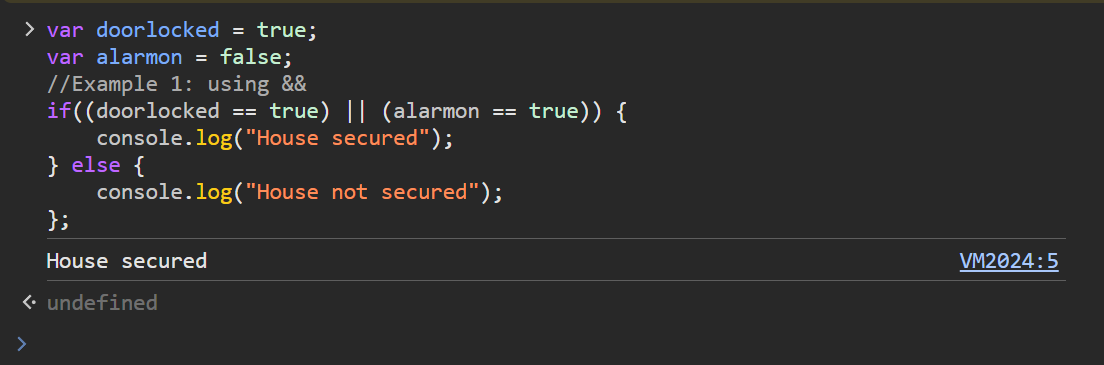 var doorlocked = true;
var alarmon = false;
//Example 1: using &&
if((doorlocked == true) || (alarmon == true)) {
    console.log("House secured");
} else {
    console.log("House not secured");
};
House secured VM2024:5
undefined